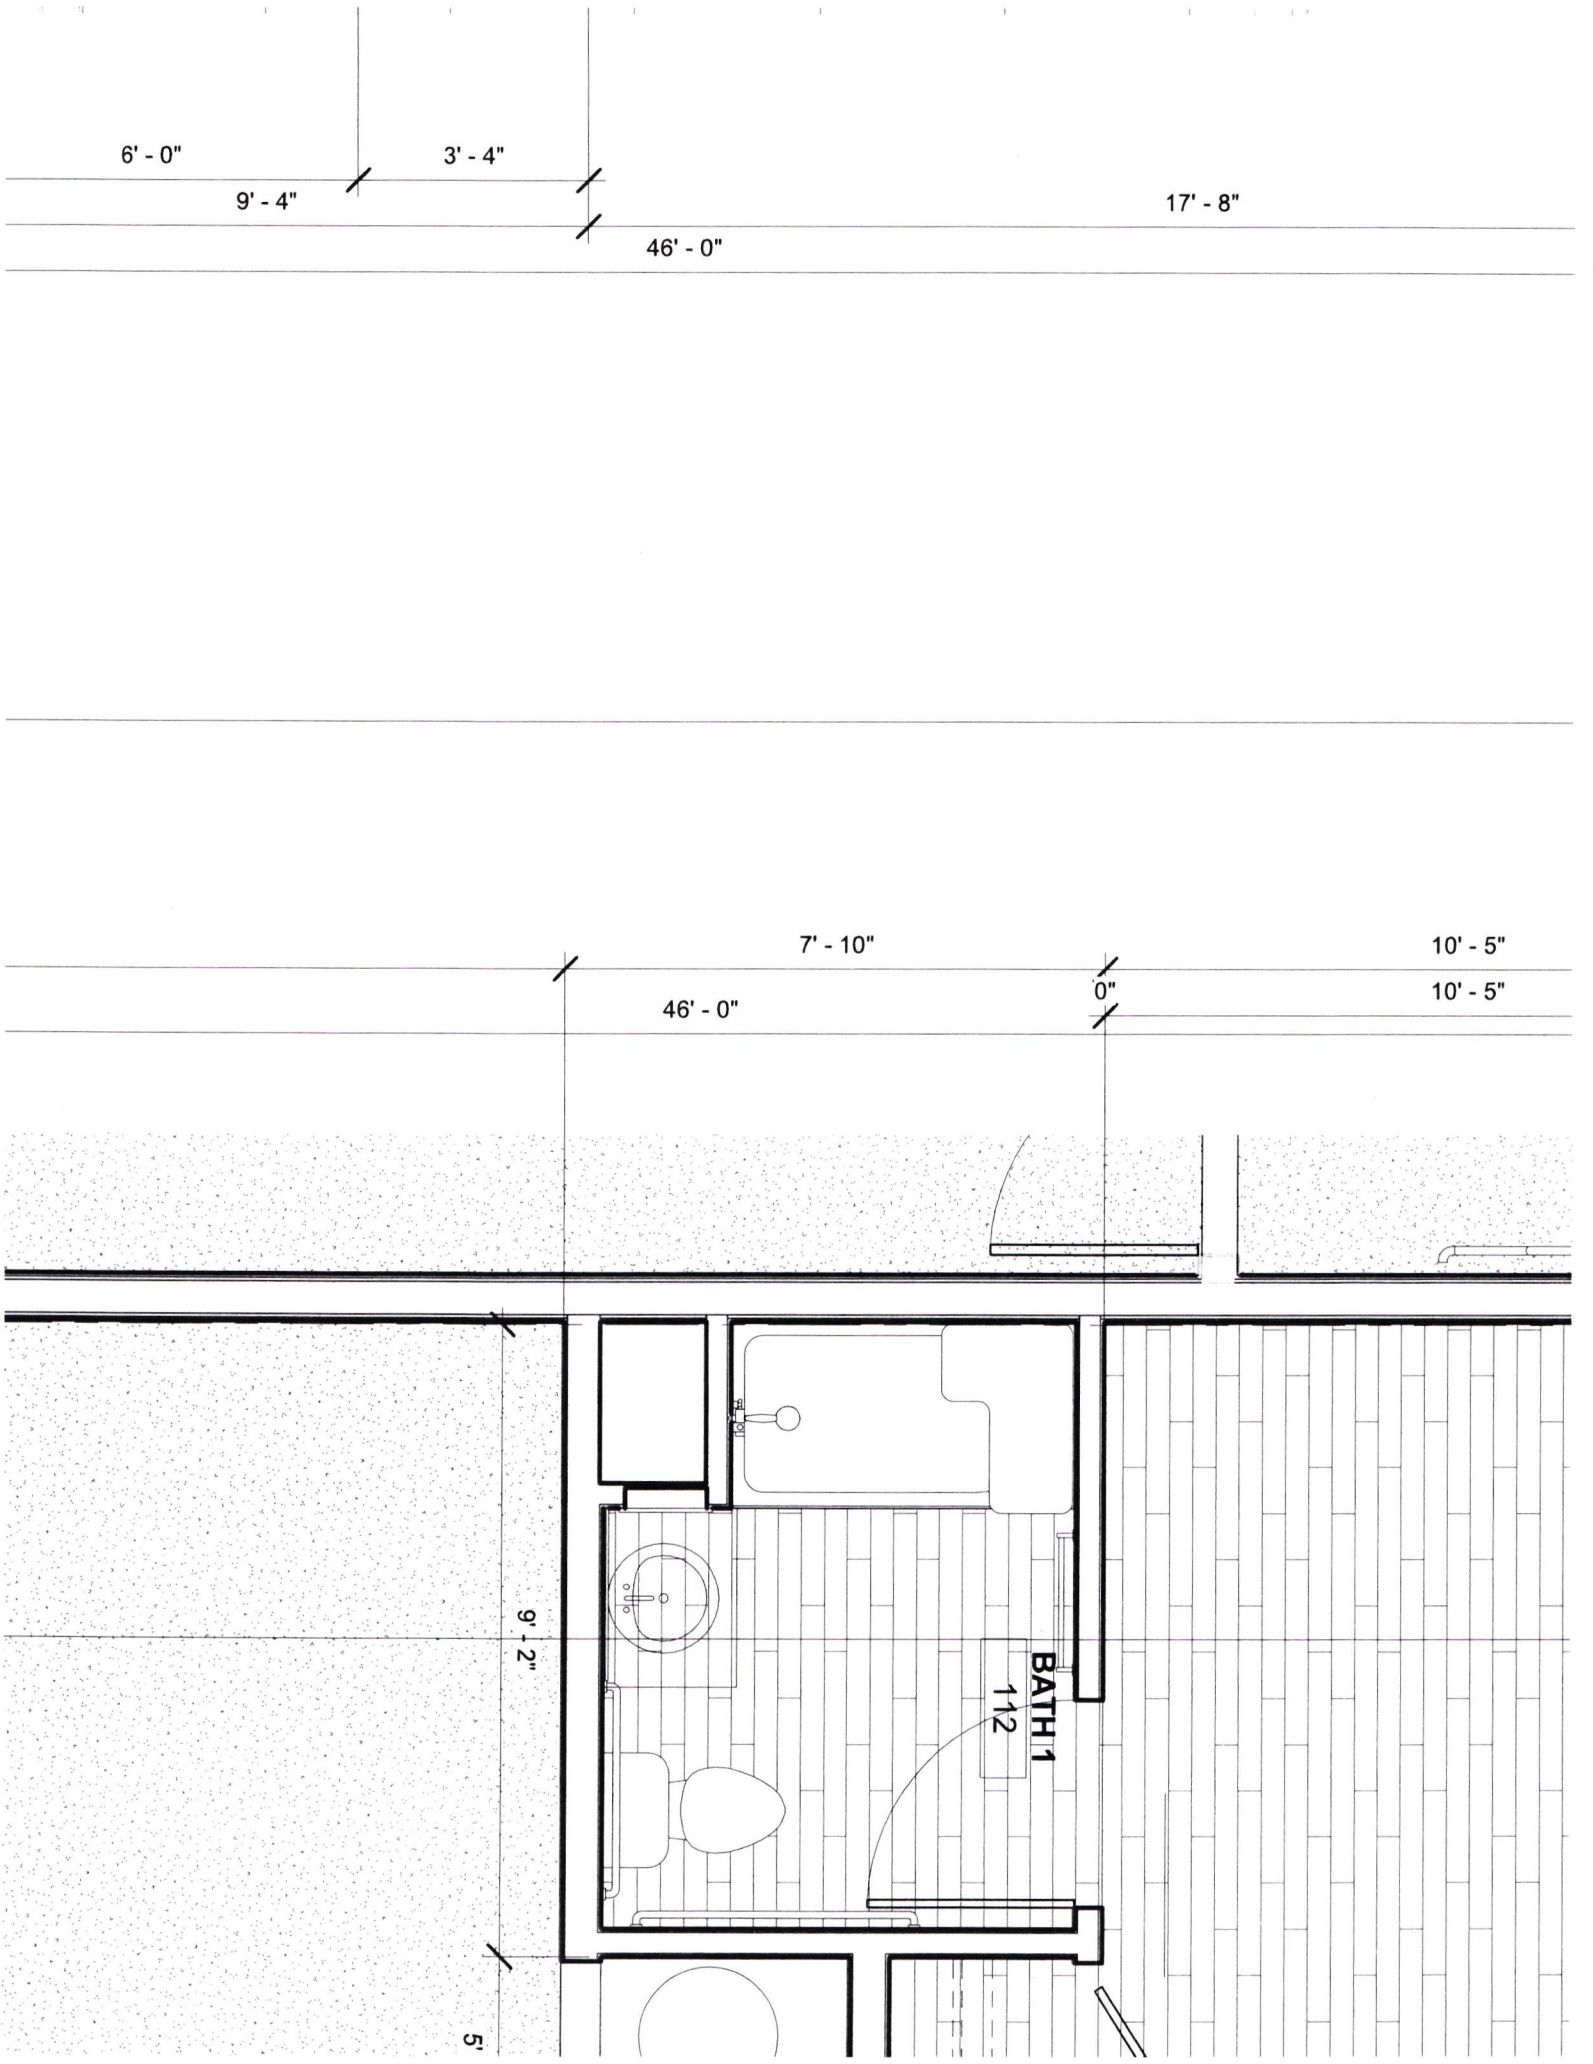 6' - 0"
3' - 4"
9' - 4"
17' - 8"
46' - 0"
7' - 10"
10' - 5"
0"
10' - 5"
46' - 0"
9' - 2"
BATH 1
112
5'